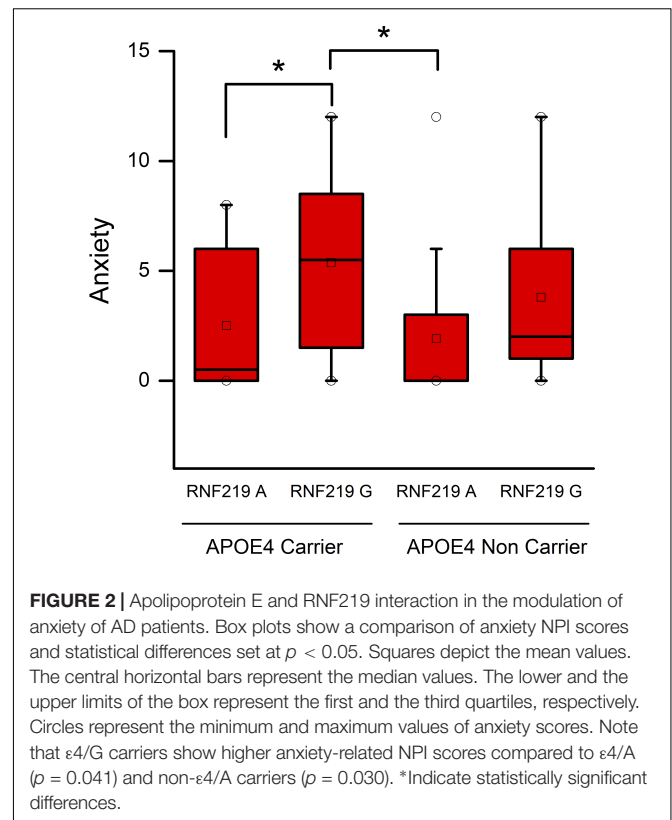 *
*
15
10
5
0
Anxiety
RNF219 A RNF219 G RNF219 A RNF219 G
APOE4 Carrier APOE4 Non Carrier
FIGURE 2 | Apolipoprotein E and RNF219 interaction in the modulation of
anxiety of AD patients. Box plots show a comparison of anxiety NPI scores
and statistical differences set at p < 0.05. Squares depict the mean values.
The central horizontal bars represent the median values. The lower and the
upper limits of the box represent the first and the third quartiles, respectively.
Circles represent the minimum and maximum values of anxiety scores. Note
that ε4/G carriers show higher anxiety-related NPI scores compared to ε4/A
(p = 0.041) and non-ε4/A carriers (p = 0.030). *Indicate statistically significant
differences.